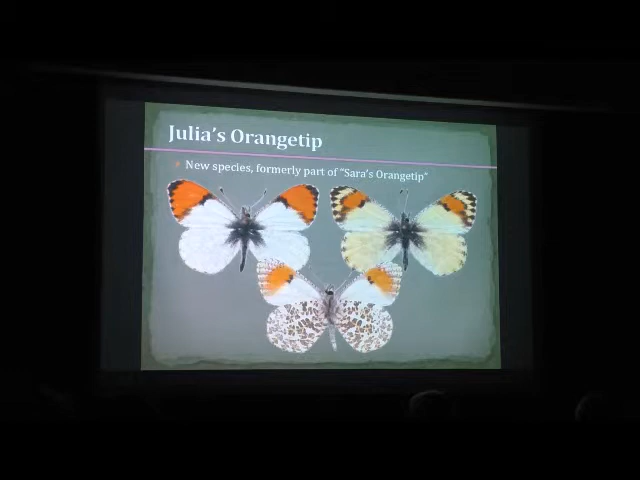 Julia's Orangetip
New species, formerly part of "Sara's Orangetip"